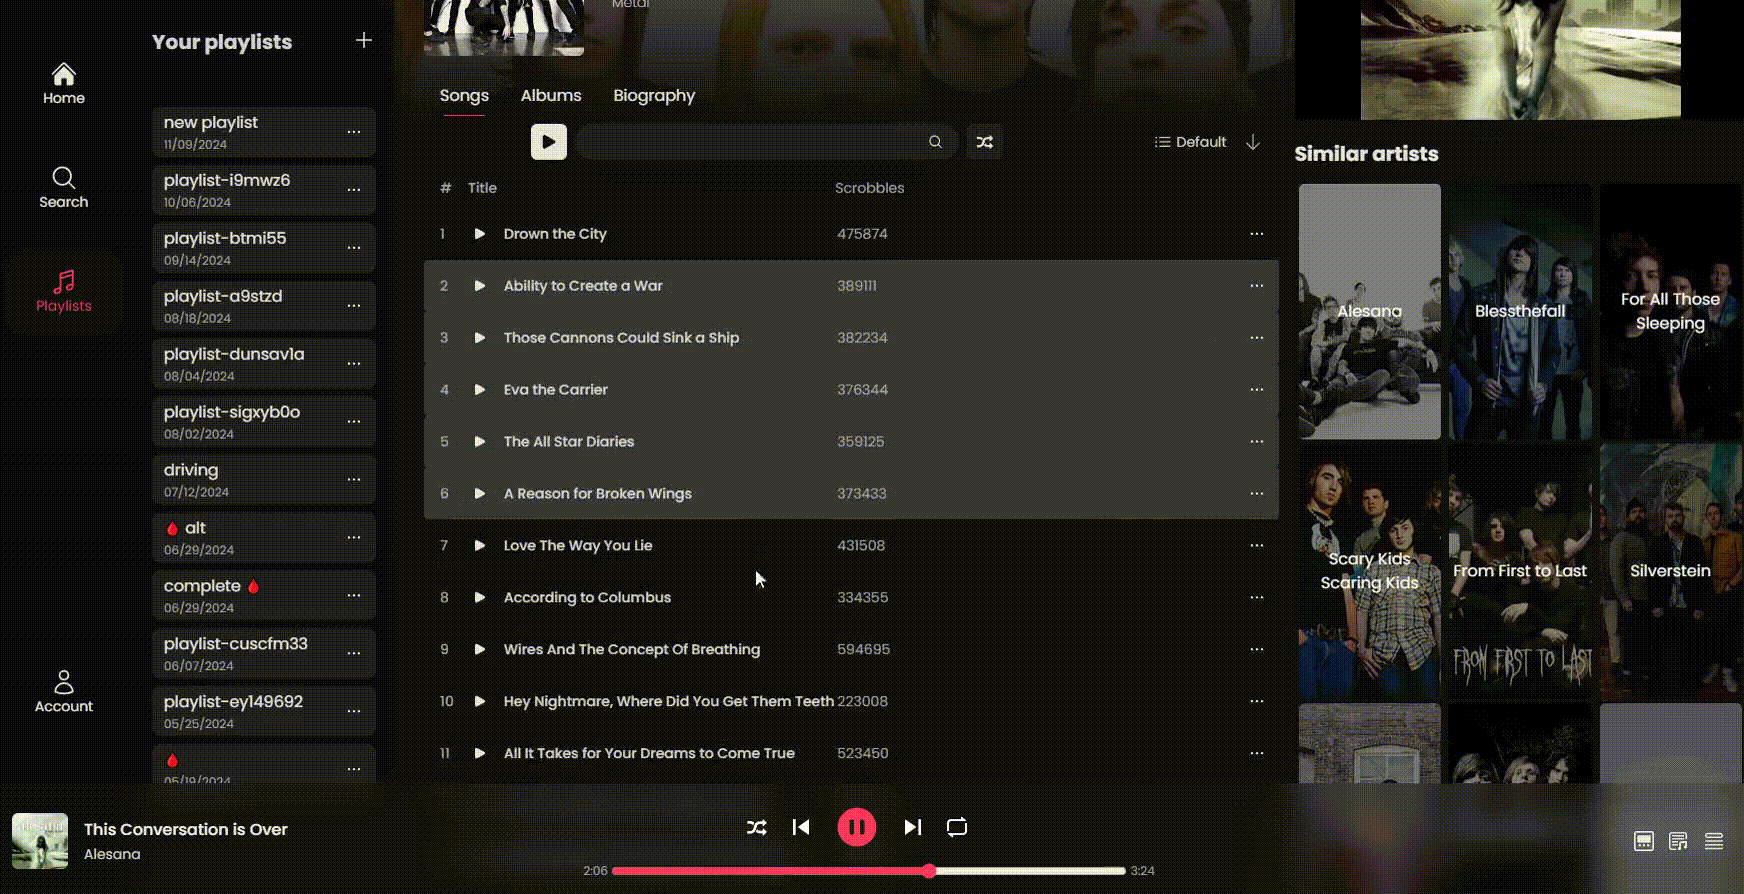 Your playlists
Home
Search
Playlists
Account
new playlist
11/09/2024
playlist-i9mwz6
10/06/2024
playlist-btmi55
09/14/2024
playlist-a9stzd
08/18/2024
playlist-dunsav1a
08/04/2024
playlist-sigxyb0o
08/02/2024
driving
07/12/2024
🩸 alt
06/29/2024
complete 🩸
06/29/2024
playlist-cuscfm33
06/07/2024
playlist-ey149692
05/25/2024
🩸
05/19/2024
Metal
Songs Albums Biography
Default
# Title Scrobbles
1 Drown the City 475874
2 Ability to Create a War 389111
3 Those Cannons Could Sink a Ship 382234
4 Eva the Carrier 376344
5 The All Star Diaries 359125
6 A Reason for Broken Wings 373433
7 Love The Way You Lie 431508
8 According to Columbus 334355
9 Wires And The Concept Of Breathing 594695
10 Hey Nightmare, Where Did You Get Them Teeth 223008
11 All It Takes for Your Dreams to Come True 523450
Similar artists
Alesana
Blessthefall
For All Those
Sleeping
Scary Kids
Scaring Kids
From First to Last
FROM FIRST TO LAST
Silverstein
This Conversation is Over
Alesana
2:06
3:24